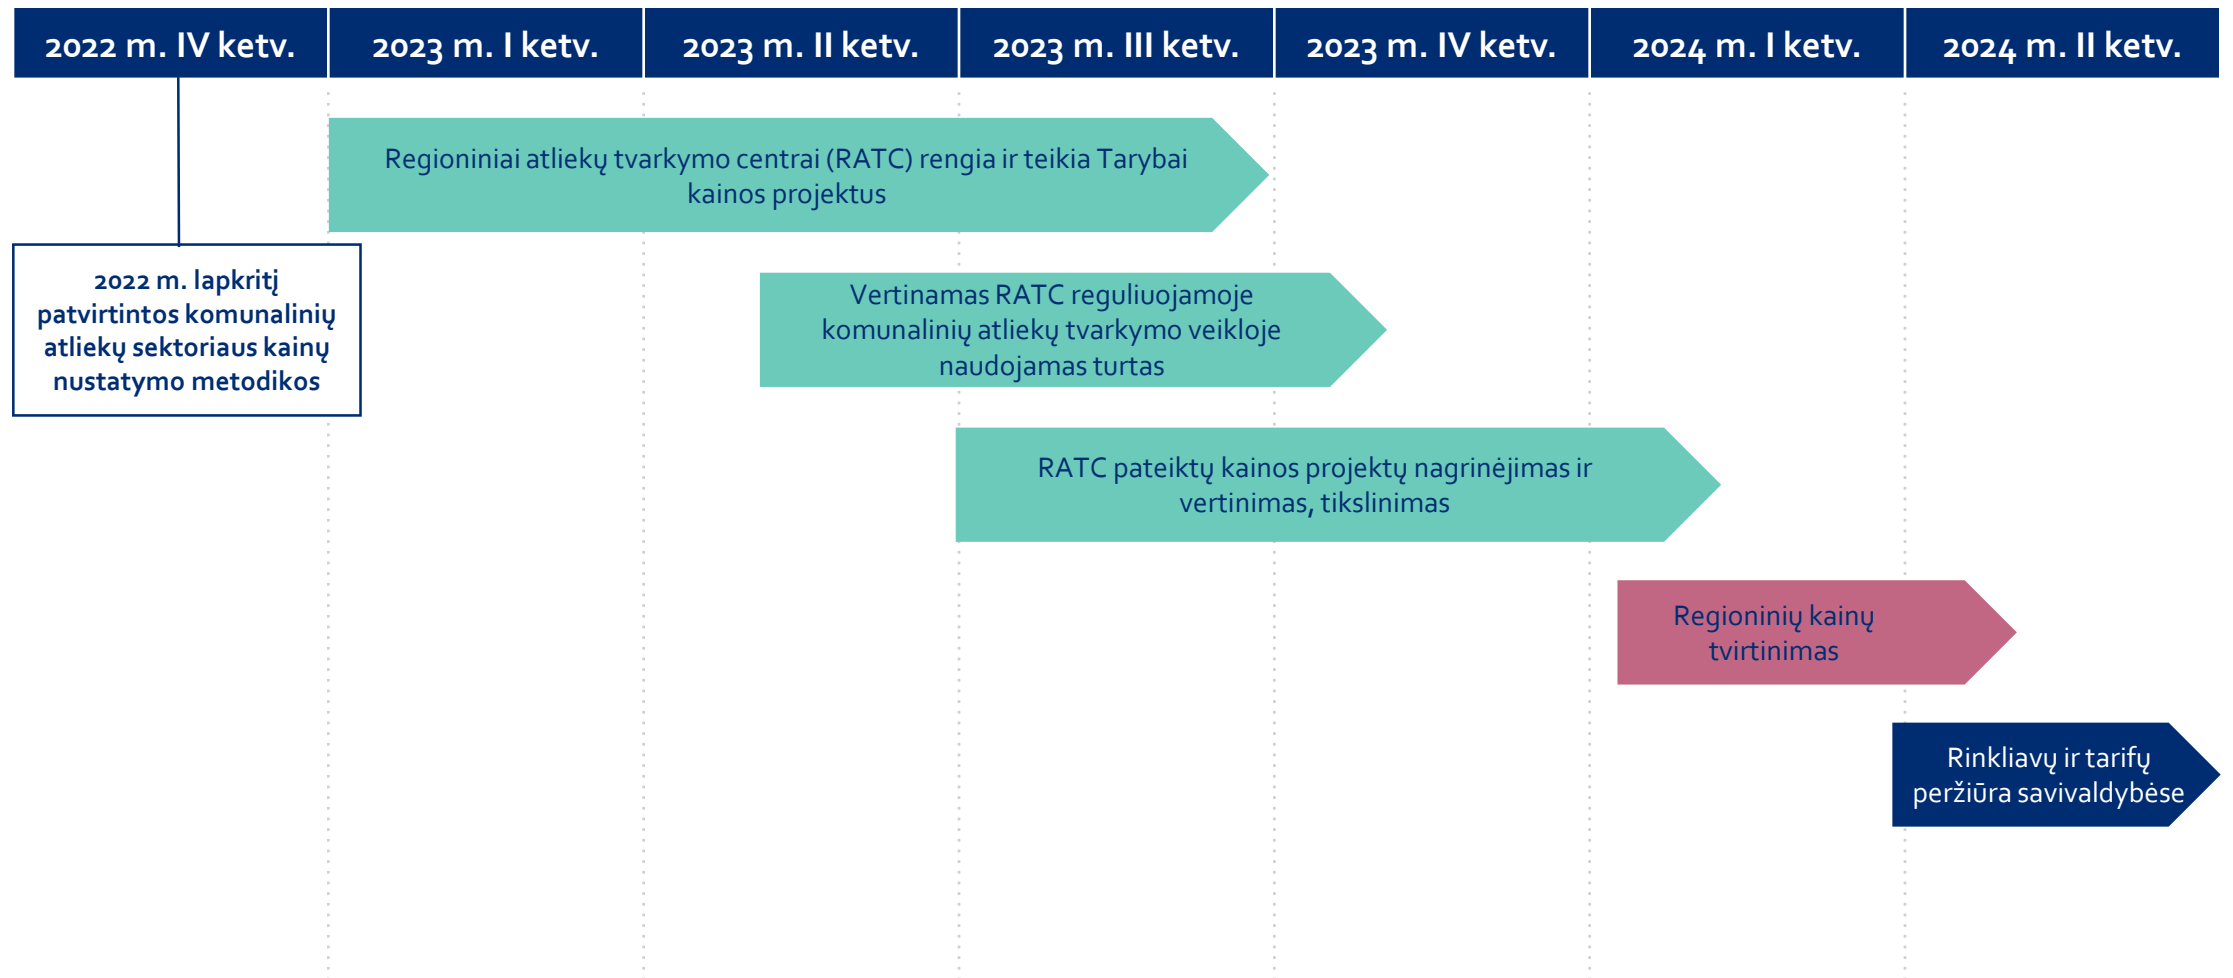 2022 m. IV ketv.
2023 m. I ketv.
2023 m. II ketv.
2023 m. III ketv.
2023 m. IV ketv.
2024 m. I ketv.
2024 m. II ketv.
Regioniniai atliekų tvarkymo centrai (RATC) rengia ir teikia Tarybai
kainos projektus
2022 m. lapkritį
patvirtintos komunalinių
atliekų sektoriaus kainų
nustatymo metodikos
Vertinamas RATC reguliuojamoje
komunalinių atliekų tvarkymo veikloje
naudojamas turtas
RATC pateiktų kainos projektų nagrinėjimas ir
vertinimas, tikslinimas
Regioninių kainų
tvirtinimas
Rinkliavų ir tarifų
peržiūra savivaldybėse